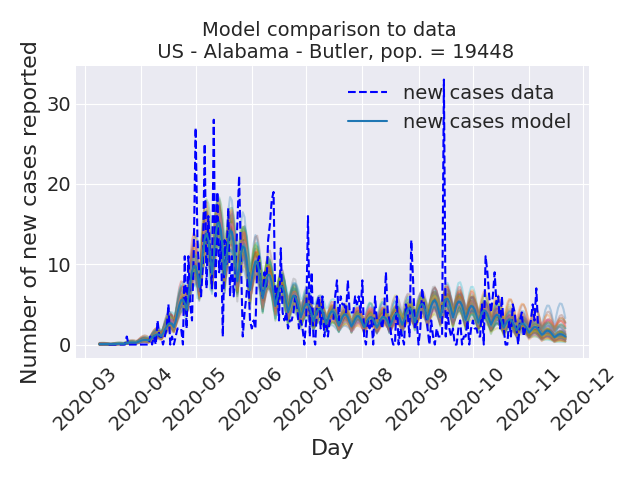 Model comparison to data
US - Alabama - Butler, pop. = 19448
Number of new cases reported
30
20
10
0
new cases data
new cases model
2020-03
2020-04
2020-05
2020-06
2020-07
2020-08
2020-09
2020-10
2020-11
2020-12
Day